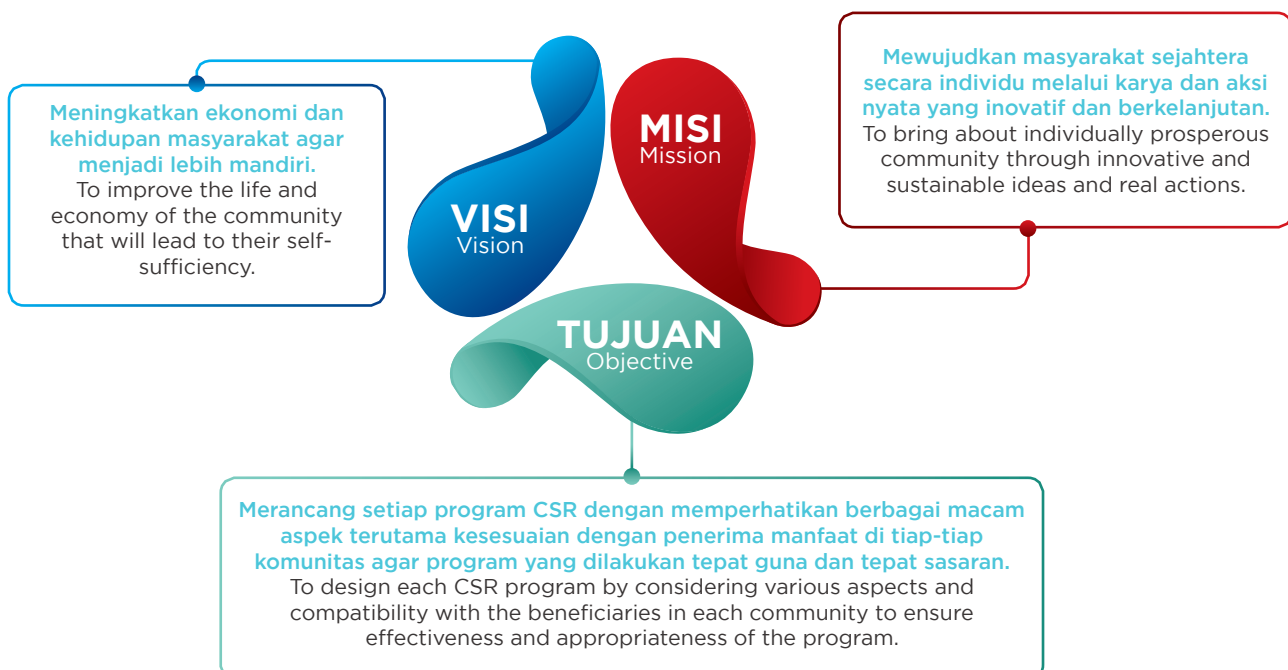 VISI
Vision
Meningkatkan ekonomi dan
kehidupan masyarakat agar
menjadi lebih mandiri.
To improve the life and
economy of the community
that will lead to their self-
sufficiency.
MISI
Mission
Mewujudkan masyarakat sejahtera
secara individu melalui karya dan aksi
nyata yang inovatif dan berkelanjutan.
To bring about individually prosperous
community through innovative and
sustainable ideas and real actions.
TUJUAN
Objective
Merancang setiap program CSR dengan memperhatikan berbagai macam
aspek terutama kesesuaian dengan penerima manfaat di tiap-tiap
komunitas agar program yang dilakukan tepat guna dan tepat sasaran.
To design each CSR program by considering various aspects and
compatibility with the beneficiaries in each community to ensure
effectiveness and appropriateness of the program.